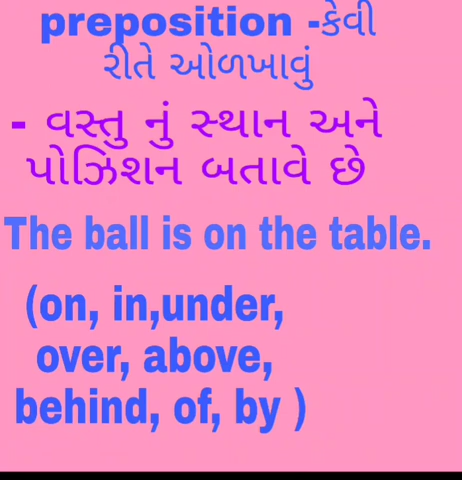 preposition -કેવી
રીતે ઓળખાવું
- વસ્તુ નું સ્થાન અને
પોઝિશન બતાવે છે
The ball is on the table.
(on, in,under,
over, above,
behind, of, by )